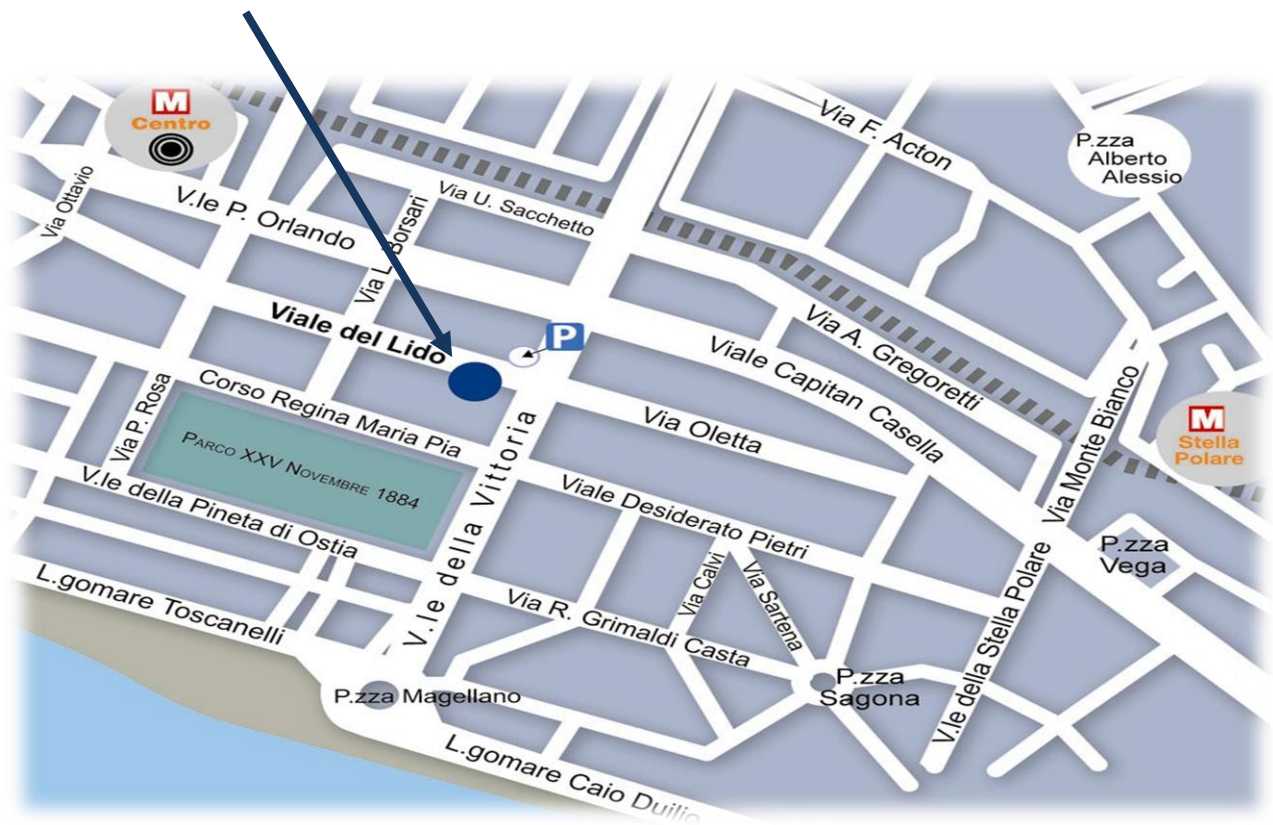 M
Centro
Via F. Acton
P.zza
Alberto
Alessio
Via Ottavio
V.le P. Orlando
Via L. Borsari
Via U. Sacchetto
Viale del Lido
P
Via A. Gregoretti
Viale Capitan Casella
Via P. Rosa
Corso Regina Maria Pia
Via Oletta
Via Monte Bianco
M
Stella
Polare
PARCO XXV NOVEMBRE 1884
V.le della Vittoria
V.le della Pineta di Ostia
Viale Desiderato Pietri
P.zza
Vega
L.gomare Toscanelli
Via R. Grimaldi Casta
Via Calvi
Via Sartena
V.le della Stella Polare
P.zza Magellano
P.zza
Sagona
L.gomare Caio Duilio